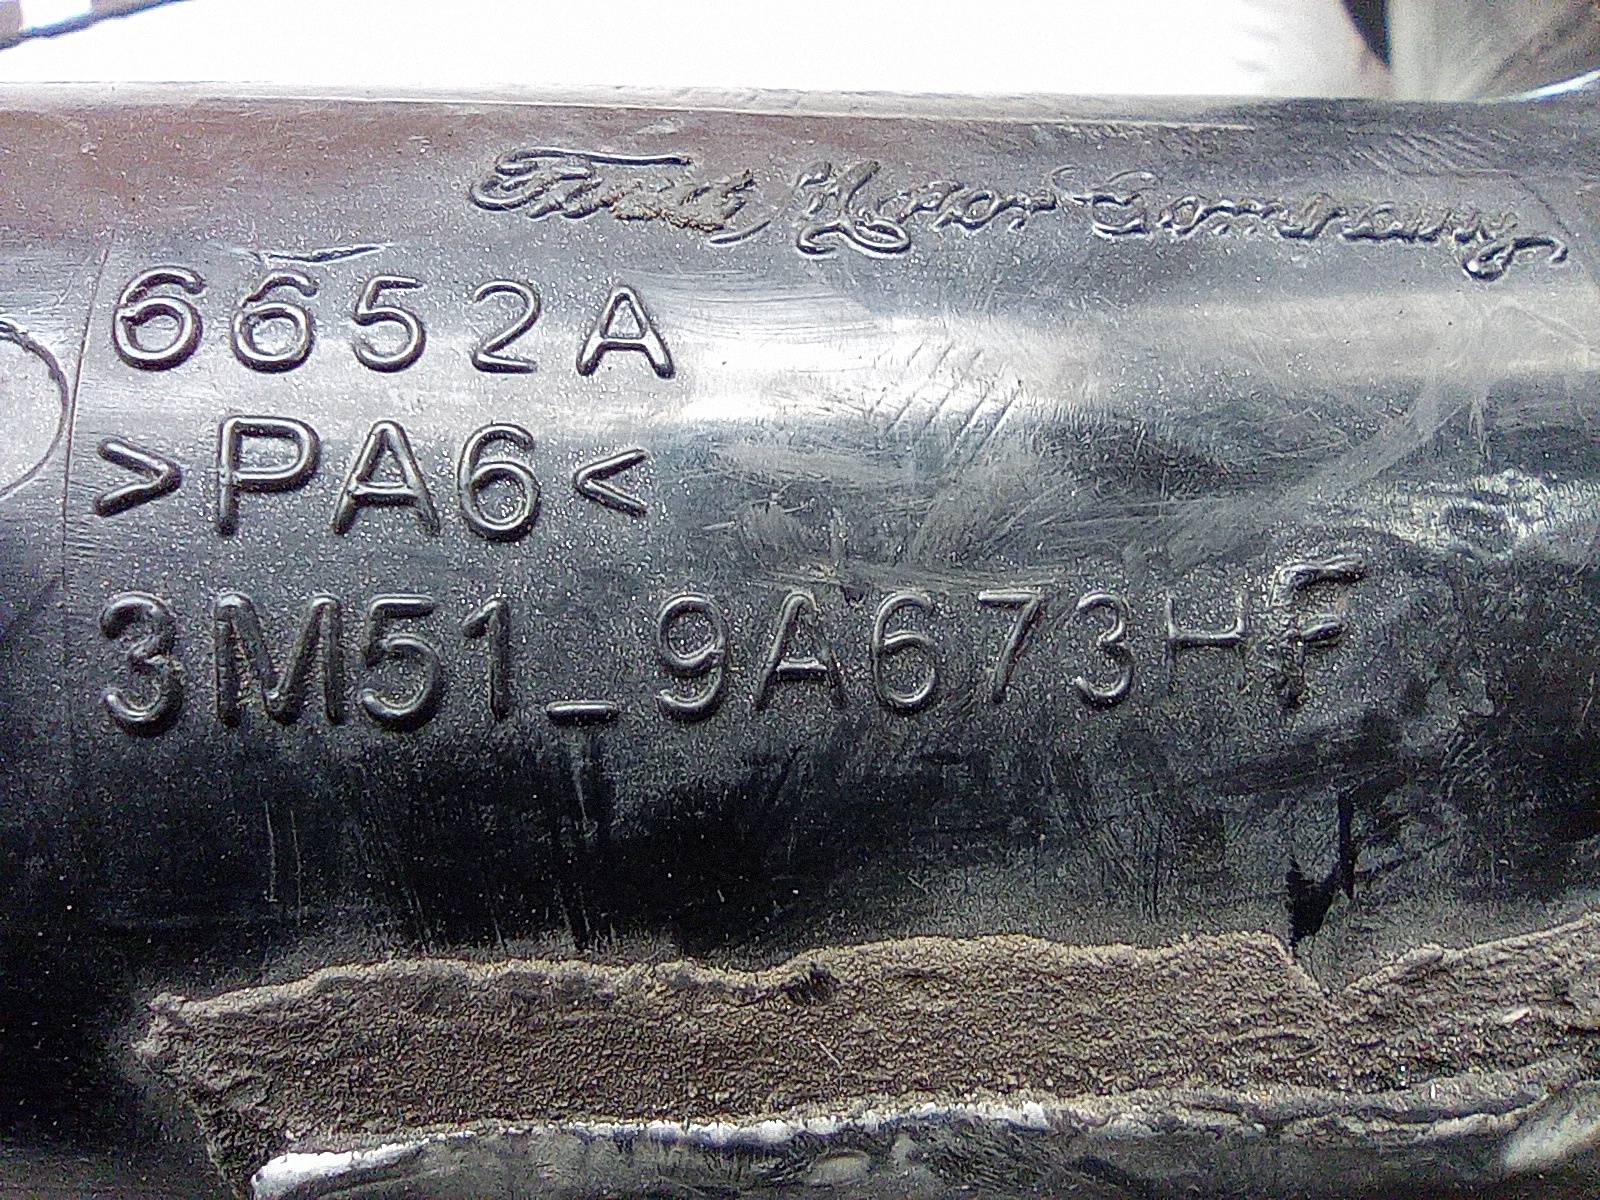 Ford Motor Company
6652A
>PA6<
3M51_9A673HF